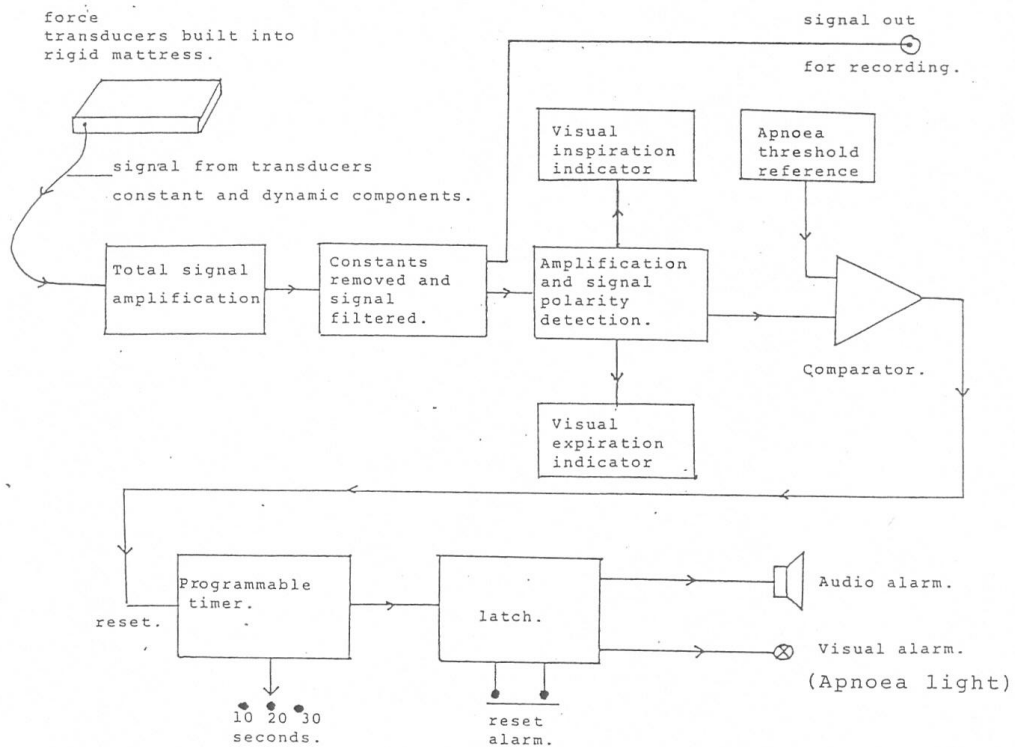 force
transducers built into
rigid mattress.
signal out
for recording.
signal from transducers
constant and dynamic components.
Visual
inspiration
indicator
Apnoea
threshold
reference
Total signal
amplification
Constants
removed and
signal
filtered.
Amplification
and signal
polarity
detection.
Comparator.
Visual
expiration
indicator
Programmable
timer.
reset.
latch.
Audio alarm.
Visual alarm.
(Apnoea light)
10 20 30
seconds.
reset
alarm.